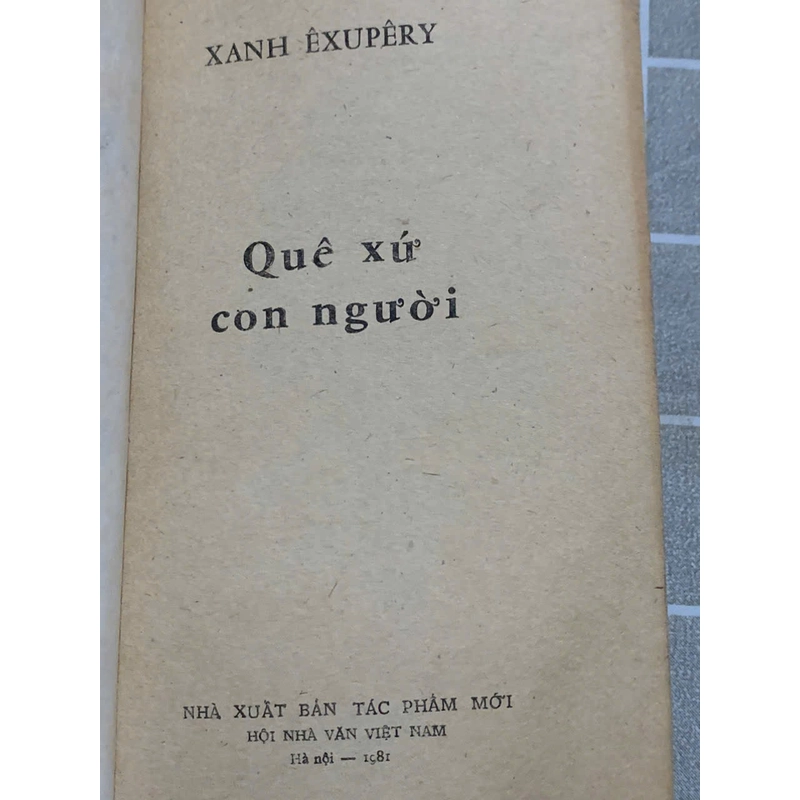 XANH ÊXUPÊRY
Quê xứ
con người
NHÀ XUẤT BẢN TÁC PHẨM MỚI
HỘI NHÀ VĂN VIỆT NAM
Hà nội — 1981